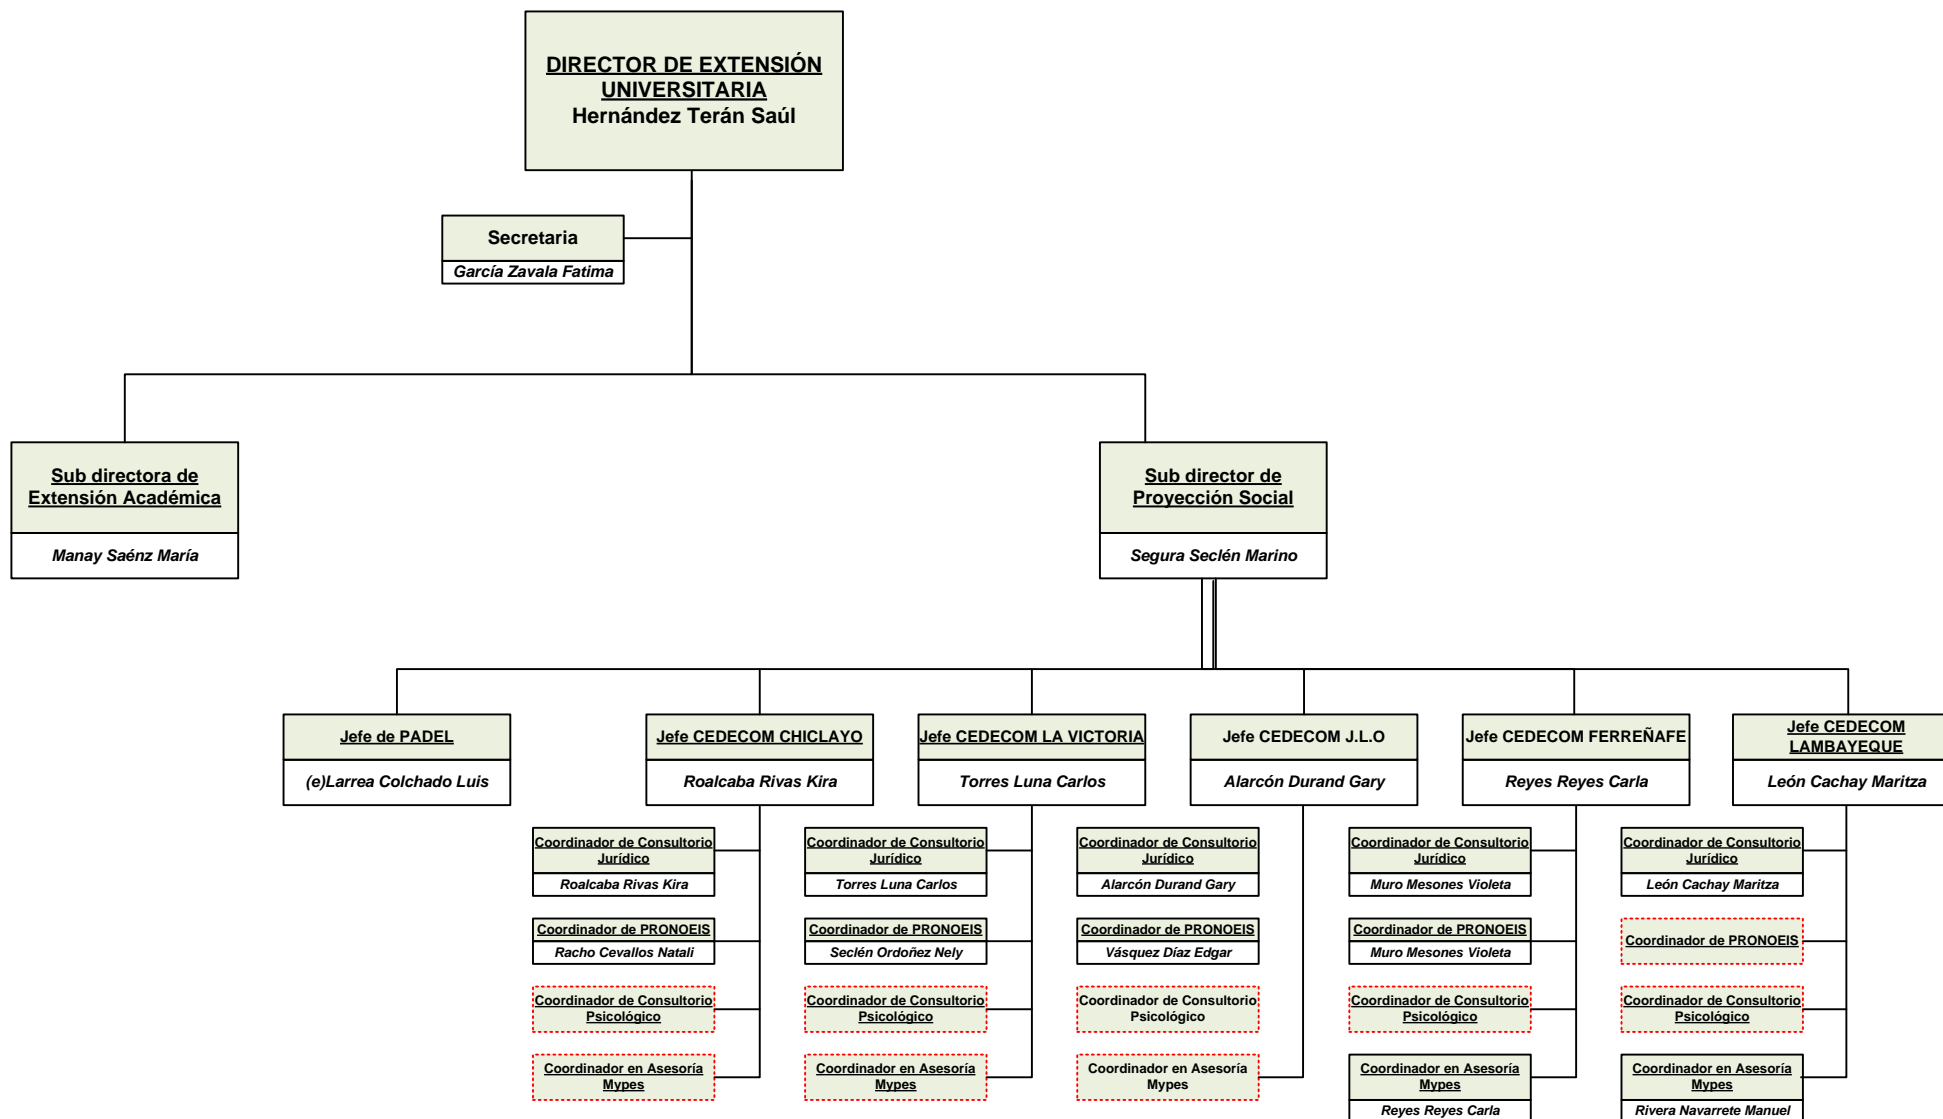 DIRECTOR DE EXTENSIÓN
UNIVERSITARIA
Hernández Terán Saúl
Secretaria
García Zavala Fatima
Sub directora de
Extensión Académica
Manay Saénz María
Sub director de
Proyección Social
Segura Seclén Marino
Jefe de PADEL
(e)Larrea Colchado Luis
Jefe CEDECOM CHICLAYO
Roalcaba Rivas Kira
Coordinador de Consultorio
Jurídico
Roalcaba Rivas Kira
Coordinador de PRONOEIS
Racho Cevallos Natali
Coordinador de Consultorio
Psicológico
Coordinador en Asesoría
Mypes
Jefe CEDECOM LA VICTORIA
Torres Luna Carlos
Coordinador de Consultorio
Jurídico
Torres Luna Carlos
Coordinador de PRONOEIS
Seclén Ordoñez Nely
Coordinador de Consultorio
Psicológico
Coordinador en Asesoría
Mypes
Jefe CEDECOM J.L.O
Alarcón Durand Gary
Coordinador de Consultorio
Jurídico
Alarcón Durand Gary
Coordinador de PRONOEIS
Vásquez Díaz Edgar
Coordinador de Consultorio
Psicológico
Coordinador en Asesoría
Mypes
Jefe CEDECOM FERREÑAFE
Reyes Reyes Carla
Coordinador de Consultorio
Jurídico
Muro Mesones Violeta
Coordinador de PRONOEIS
Muro Mesones Violeta
Coordinador de Consultorio
Psicológico
Coordinador en Asesoría
Mypes
Reyes Reyes Carla
Jefe CEDECOM
LAMBAYEQUE
León Cachay Maritza
Coordinador de Consultorio
Jurídico
León Cachay Maritza
Coordinador de PRONOEIS
Coordinador de Consultorio
Psicológico
Coordinador en Asesoría
Mypes
Rivera Navarrete Manuel